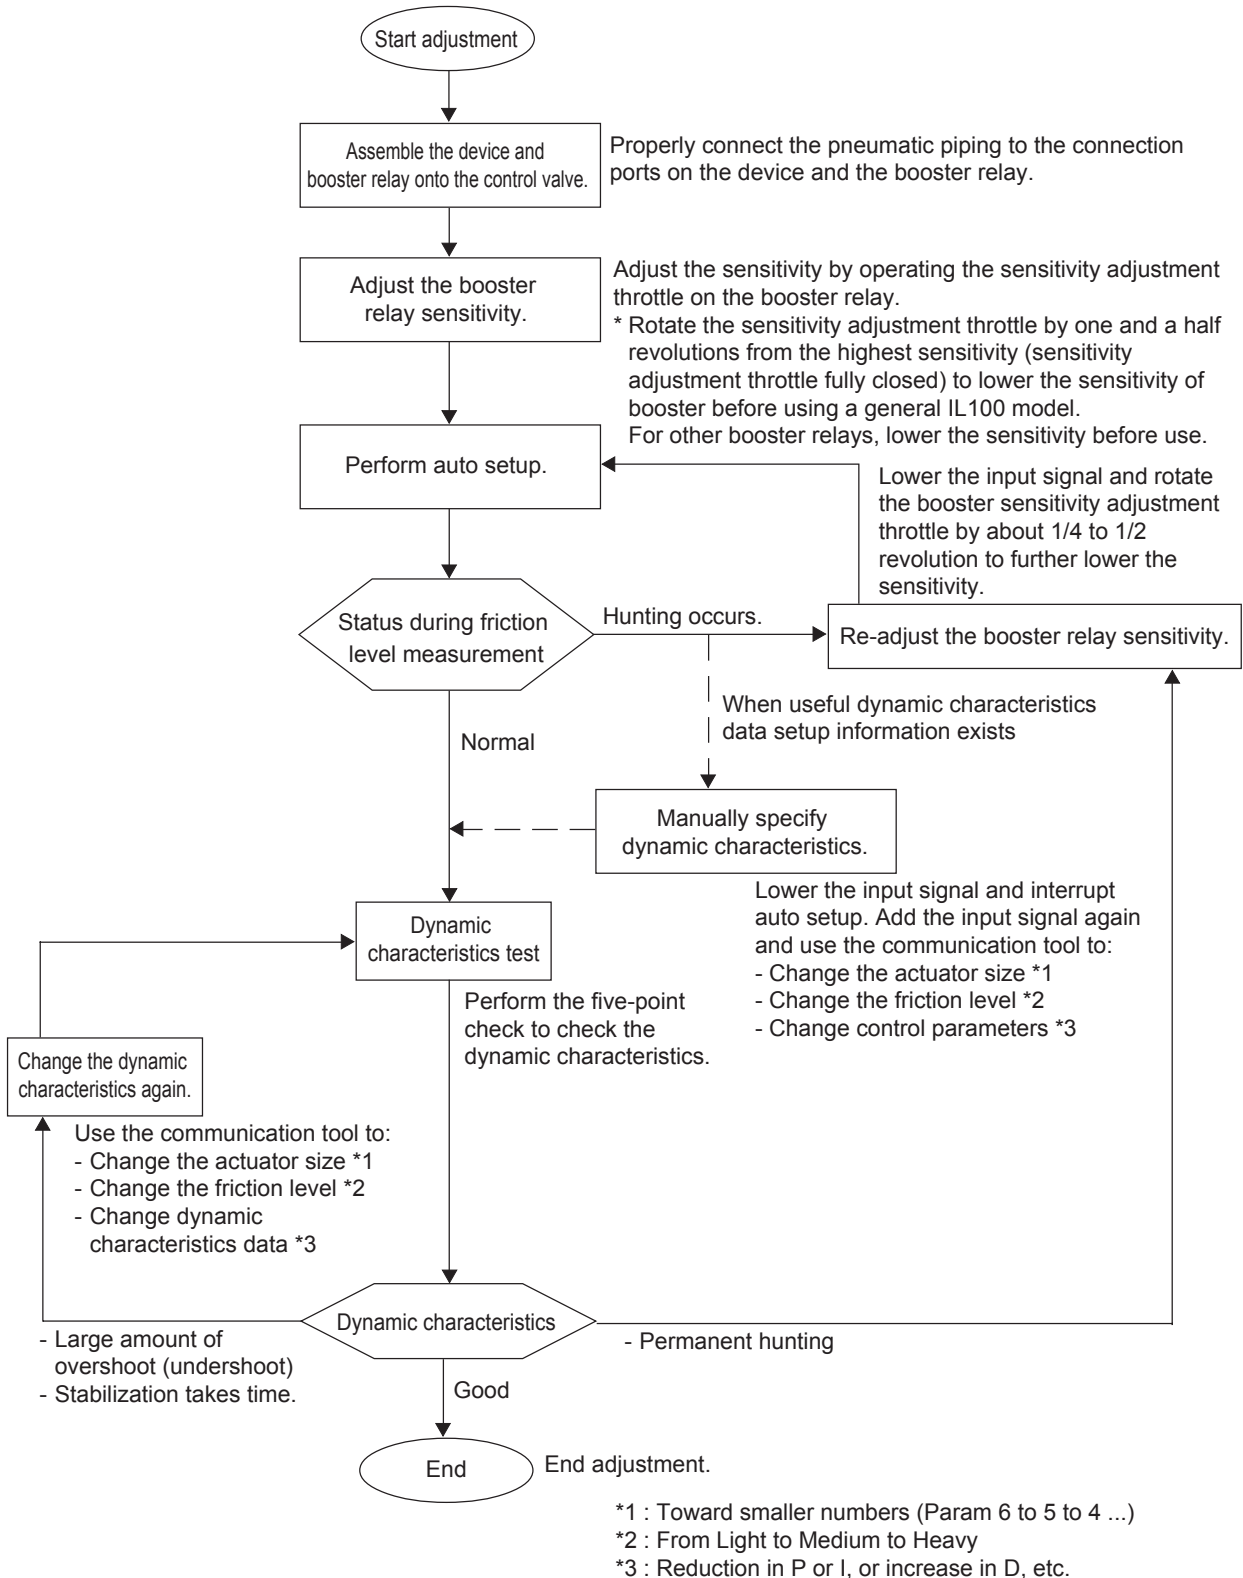 Start adjustment
Assemble the device and
booster relay onto the control valve.
Properly connect the pneumatic piping to the connection
ports on the device and the booster relay.
Adjust the booster
relay sensitivity.
Adjust the sensitivity by operating the sensitivity adjustment
throttle on the booster relay.
* Rotate the sensitivity adjustment throttle by one and a half
revolutions from the highest sensitivity (sensitivity
adjustment throttle fully closed) to lower the sensitivity of
booster before using a general IL100 model.
For other booster relays, lower the sensitivity before use.
Perform auto setup.
Lower the input signal and rotate
the booster sensitivity adjustment
throttle by about 1/4 to 1/2
revolution to further lower the
sensitivity.
Status during friction
level measurement
Hunting occurs.
Re-adjust the booster relay sensitivity.
When useful dynamic characteristics
data setup information exists
Normal
Manually specify
dynamic characteristics.
Lower the input signal and interrupt
auto setup. Add the input signal again
and use the communication tool to:
- Change the actuator size *1
- Change the friction level *2
- Change control parameters *3
Dynamic
characteristics test
Perform the five-point
check to check the
dynamic characteristics.
Change the dynamic
characteristics again.
Use the communication tool to:
- Change the actuator size *1
- Change the friction level *2
- Change dynamic
characteristics data *3
Dynamic characteristics
- Large amount of
overshoot (undershoot)
- Stabilization takes time.
- Permanent hunting
Good
End
End adjustment.
*1 : Toward smaller numbers (Param 6 to 5 to 4 ...)
*2 : From Light to Medium to Heavy
*3 : Reduction in P or I, or increase in D, etc.